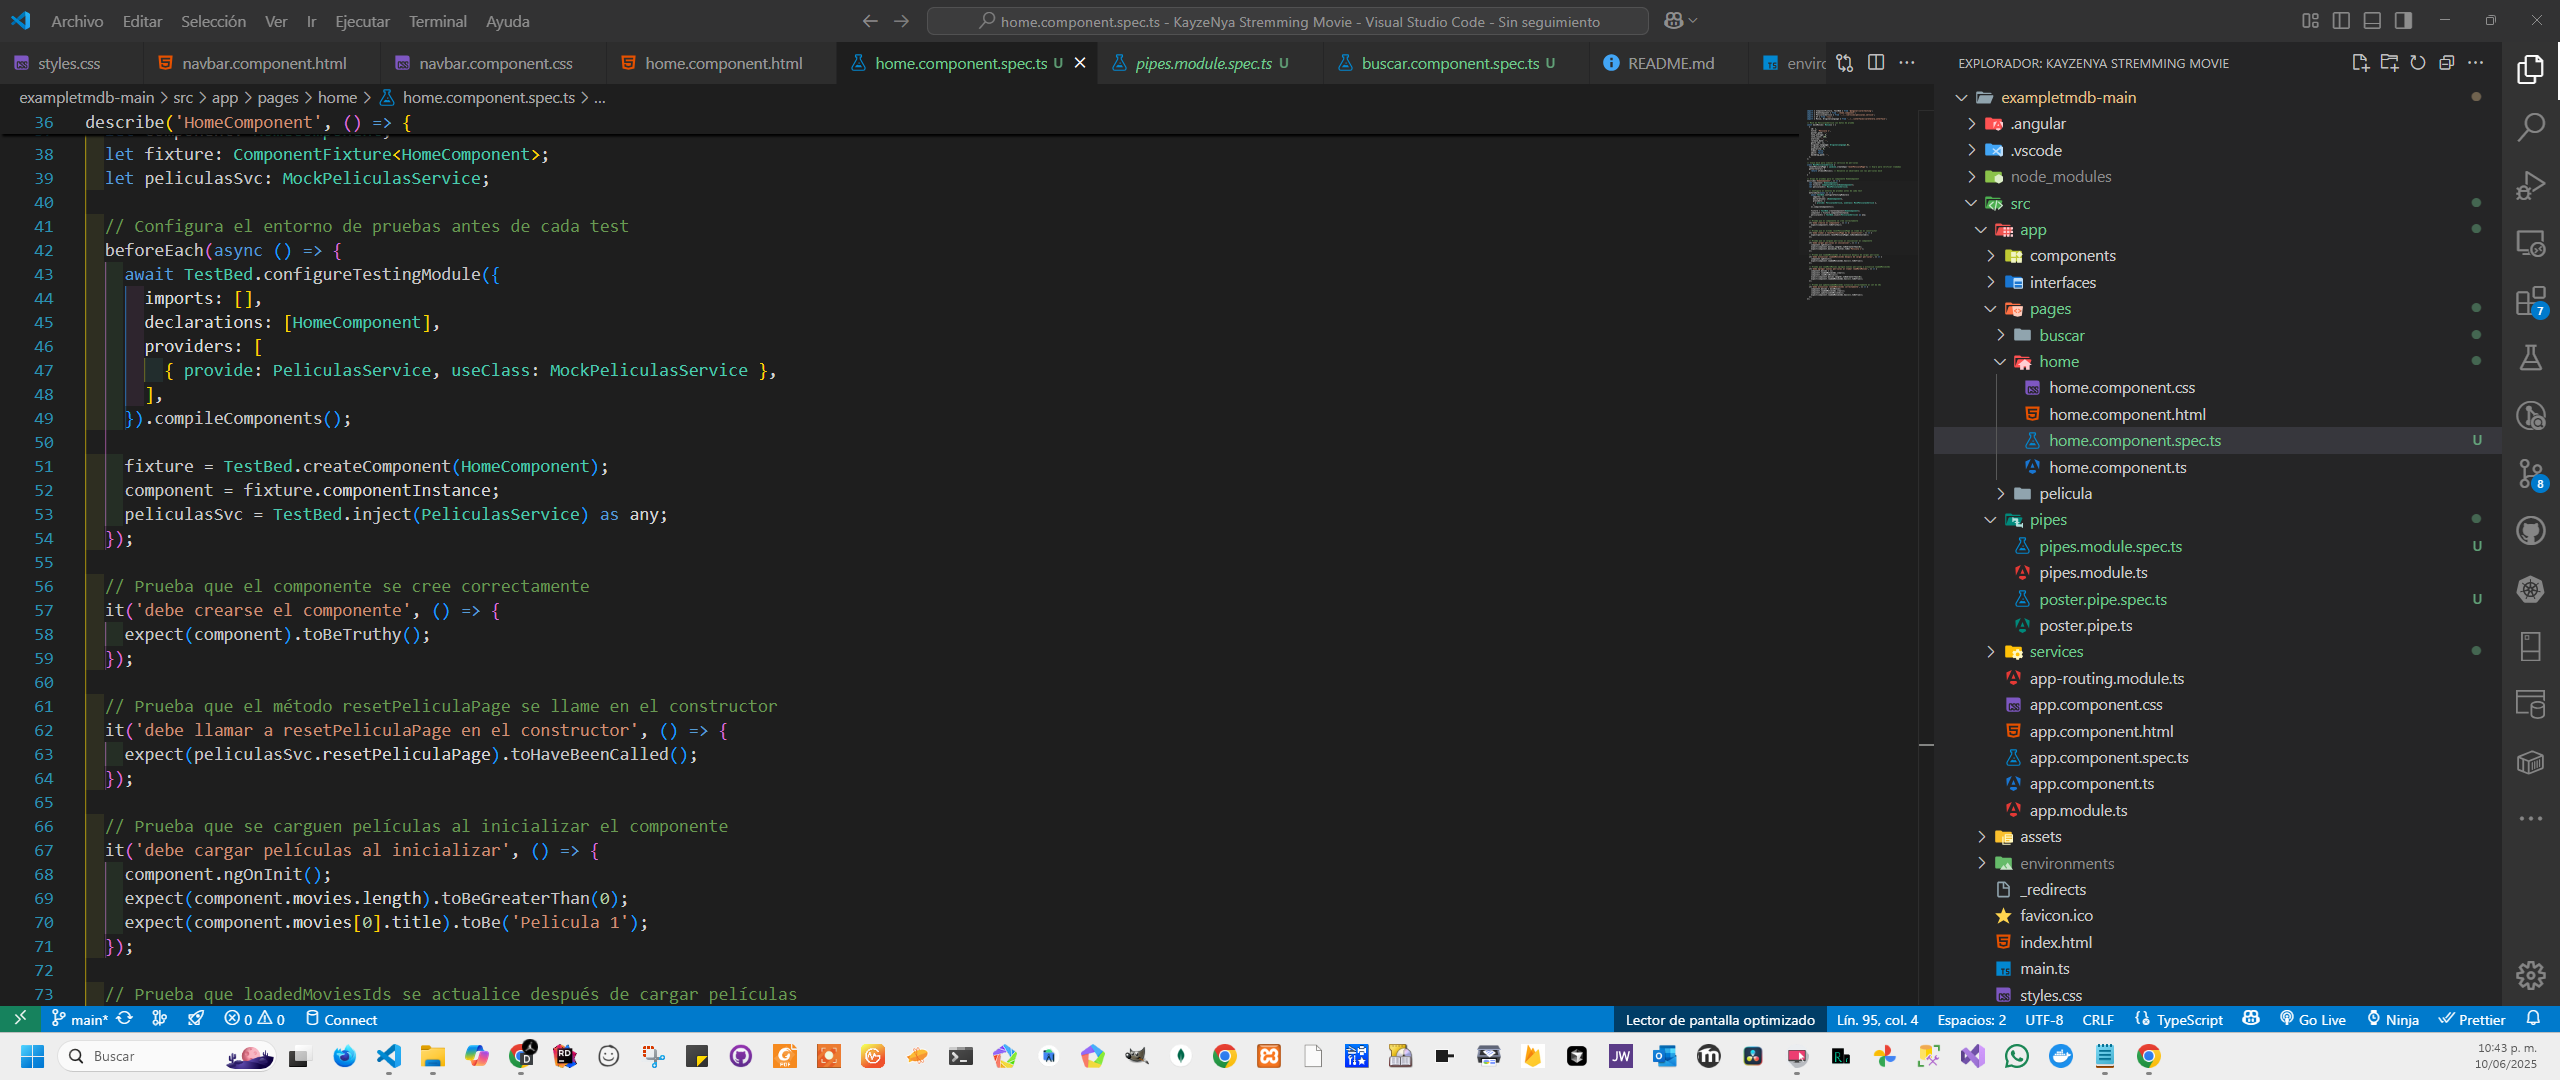 Archivo Editar Selección Ver Ir Ejecutar Terminal Ayuda
home.component.spec.ts - KayzeNya Stremming Movie - Visual Studio Code - Sin seguimiento
styles.css navbar.component.html navbar.component.css home.component.html home.component.spec.ts U pipes.module.spec.ts U buscar.component.spec.ts U README.md enviro
exampletmdb-main > src > app > pages > home > home.component.spec.ts > ...
36 describe('HomeComponent', () => {
38 let fixture: ComponentFixture<HomeComponent>;
39 let peliculasSvc: MockPeliculasService;
40
41 // Configura el entorno de pruebas antes de cada test
42 beforeEach(async () => {
43 await TestBed.configureTestingModule({
44 imports: [],
45 declarations: [HomeComponent],
46 providers: [
47 { provide: PeliculasService, useClass: MockPeliculasService },
48 ],
49 }).compileComponents();
50
51 fixture = TestBed.createComponent(HomeComponent);
52 component = fixture.componentInstance;
53 peliculasSvc = TestBed.inject(PeliculasService) as any;
54 });
55
56 // Prueba que el componente se cree correctamente
57 it('debe crearse el componente', () => {
58 expect(component).toBeTruthy();
59 });
60
61 // Prueba que el método resetPeliculaPage se llame en el constructor
62 it('debe llamar a resetPeliculaPage en el constructor', () => {
63 expect(peliculasSvc.resetPeliculaPage).toHaveBeenCalled();
64 });
65
66 // Prueba que se carguen películas al inicializar el componente
67 it('debe cargar películas al inicializar', () => {
68 component.ngOnInit();
69 expect(component.movies.length).toBeGreaterThan(0);
70 expect(component.movies[0].title).toBe('Pelicula 1');
71 });
72
73 // Prueba que loadedMoviesIds se actualice después de cargar películas
EXPLORADOR: KAYZENYA STREMMING MOVIE
exampletmdb-main
.angular
.vscode
node_modules
src
app
components
interfaces
pages
buscar
home
home.component.css
home.component.html
home.component.spec.ts U
home.component.ts
pelicula
pipes
pipes.module.spec.ts U
pipes.module.ts
poster.pipe.spec.ts U
poster.pipe.ts
services
app-routing.module.ts
app.component.css
app.component.html
app.component.spec.ts
app.component.ts
app.module.ts
assets
environments
_redirects
favicon.ico
index.html
main.ts
styles.css
7
8
main* 0 0 Connect
Lector de pantalla optimizado Lín. 95, col. 4 Espacios: 2 UTF-8 CRLF TypeScript Go Live Ninja Prettier
Buscar
10:43 p. m.
10/06/2025